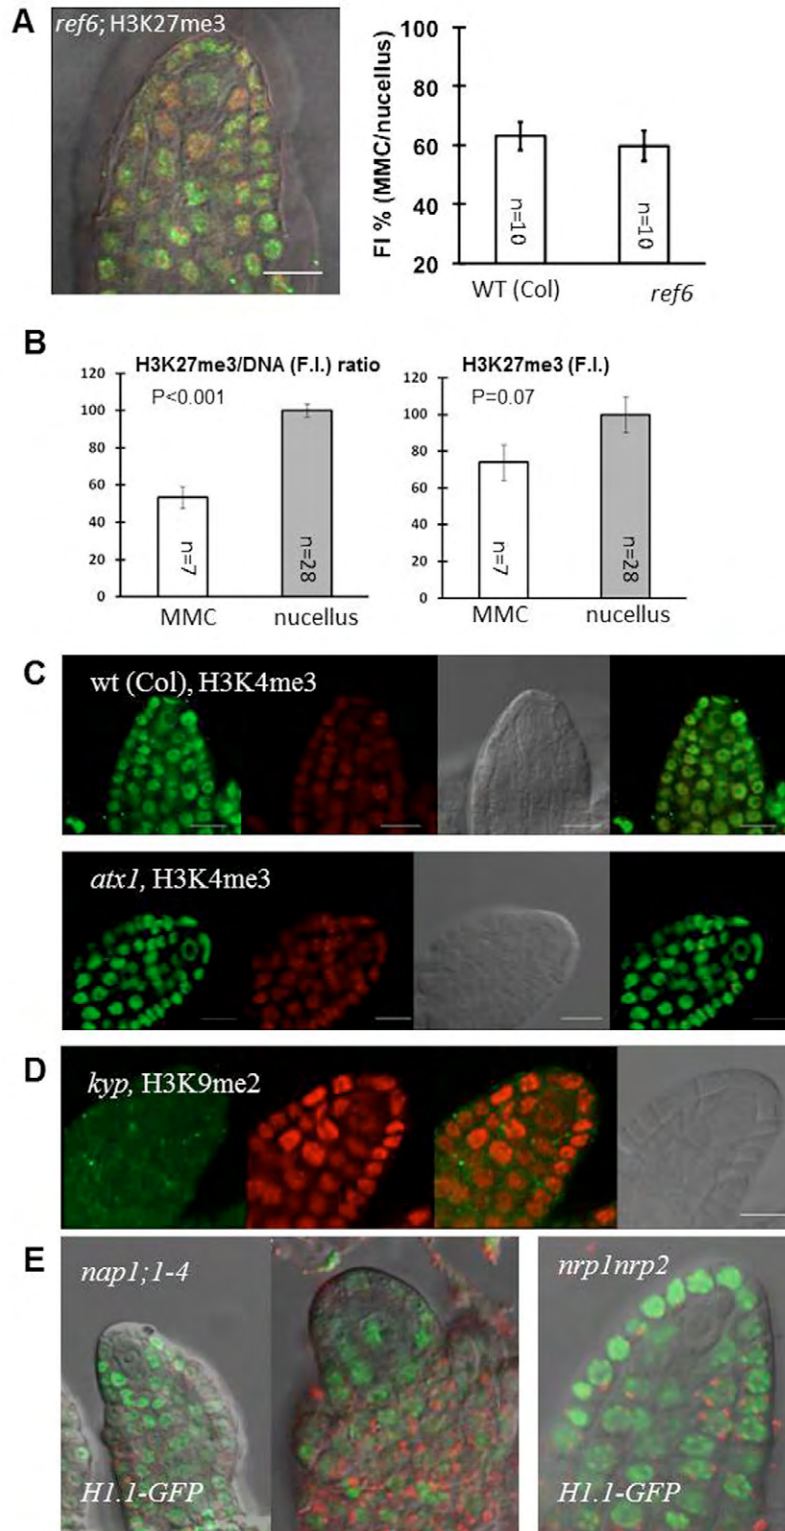 A
ref6; H3K27me3
FI % (MMC/nucellus)
100
80
60
40
20
n=10
n=10
WT (Col)
ref6
B
H3K27me3/DNA (F.I.) ratio
P<0.001
120
100
80
60
40
20
0
n=7
n=28
MMC
nucellus
H3K27me3 (F.I.)
P=0.07
120
100
80
60
40
20
0
n=7
n=28
MMC
nucellus
C
wt (Col), H3K4me3
atx1, H3K4me3
D
kyp, H3K9me2
E
nap1;1-4
H1.1-GFP
nrp1nrp2
H1.1-GFP